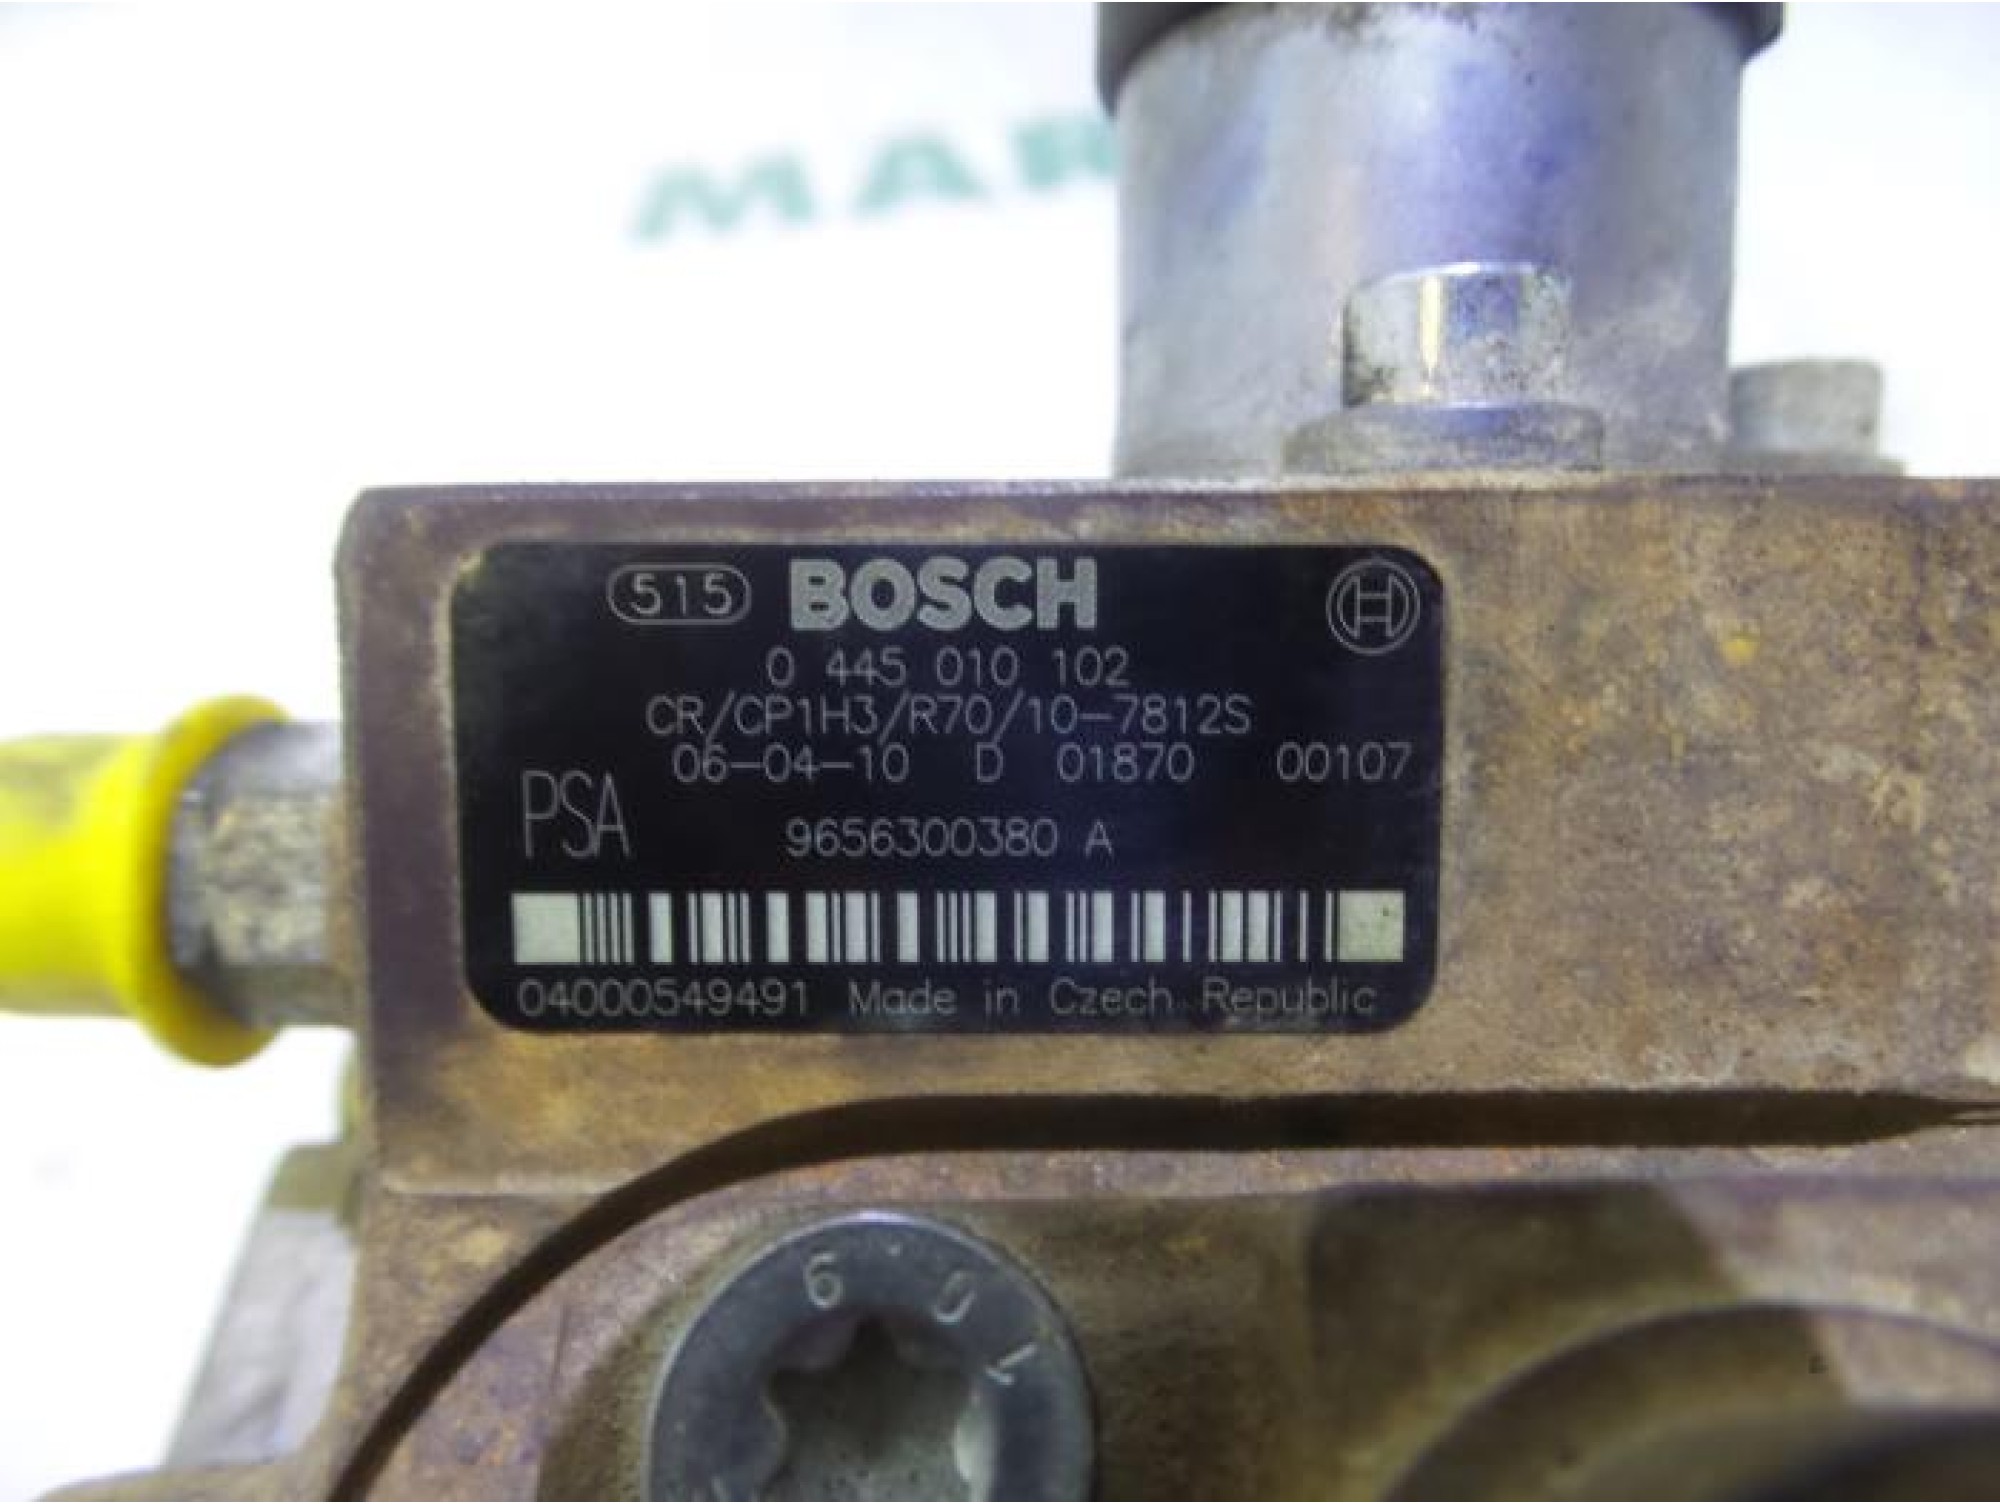 MAR
515 BOSCH
0 445 010 102
CR/CP1H3/R70/10-7812S
06-04-10 D 01870 00107
PSA 9656300380 A
04000549491 Made in Czech Republic